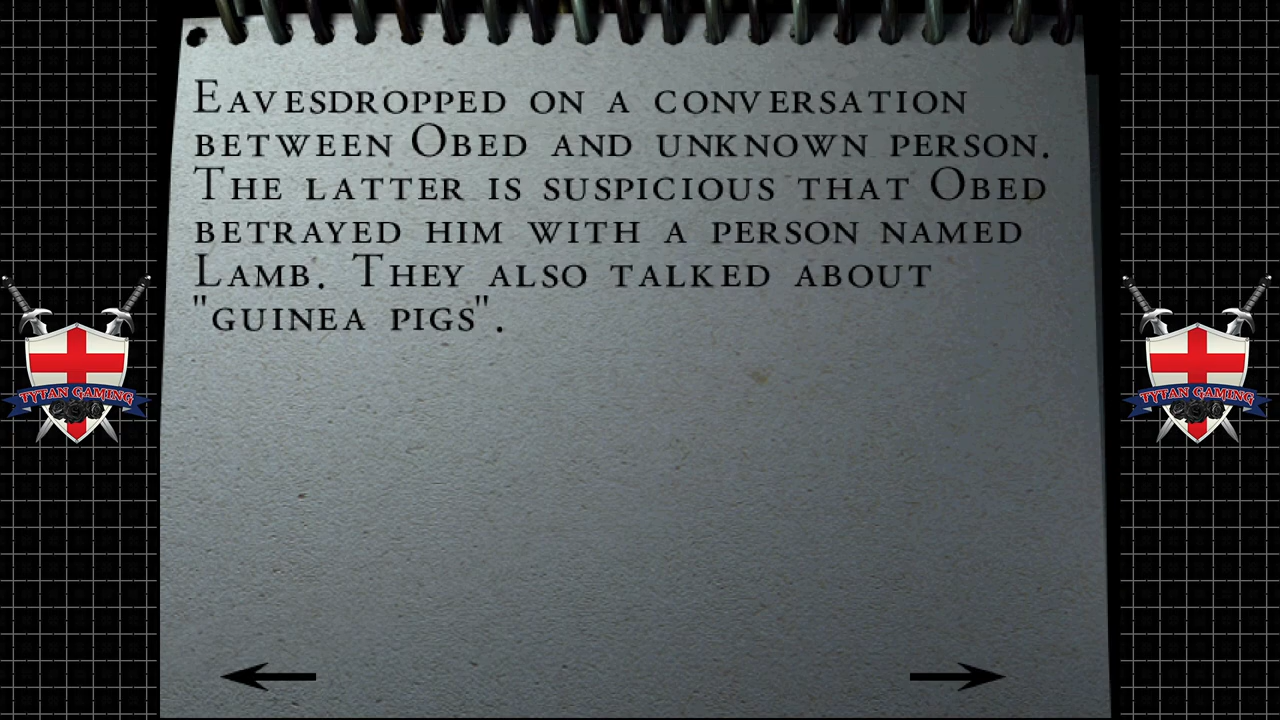 Eavesdropped on a conversation
between Obed and unknown person.
The latter is suspicious that Obed
betrayed him with a person named
Lamb. They also talked about
"guinea pigs".
TYTAN GAMING
TYTAN GAMING